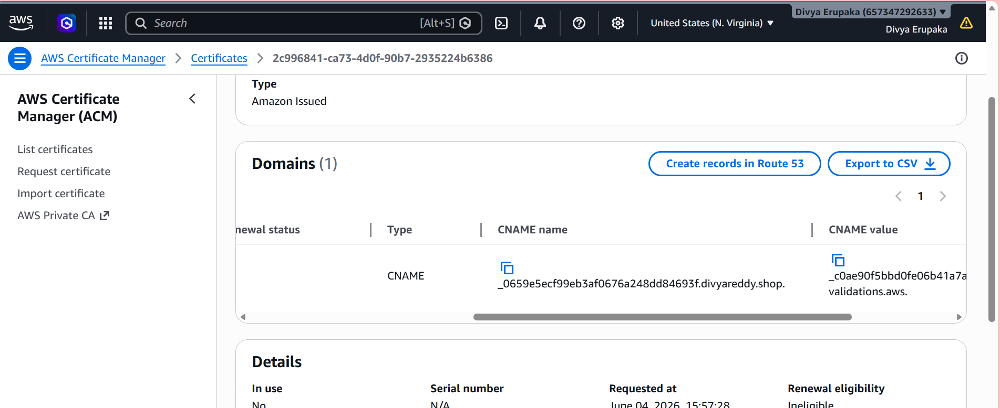 aws
Search
[Alt+S]
United States (N. Virginia)
Divya Erupaka (657347292633)
Divya Erupaka
AWS Certificate Manager
Certificates
2c996841-ca73-4d0f-90b7-2935224b6386
AWS Certificate
Manager (ACM)
List certificates
Request certificate
Import certificate
AWS Private CA
Type
Amazon Issued
Domains (1)
Create records in Route 53
Export to CSV
1
newal status
Type
CNAME name
CNAME value
CNAME
_0659e5ecf99eb3af0676a248dd84693f.divyareddy.shop.
_c0ae90f5bbd0fe06b41a7a
validations.aws.
Details
In use
No
Serial number
N/A
Requested at
June 04, 2026, 15:57:28
Renewal eligibility
Ineligible